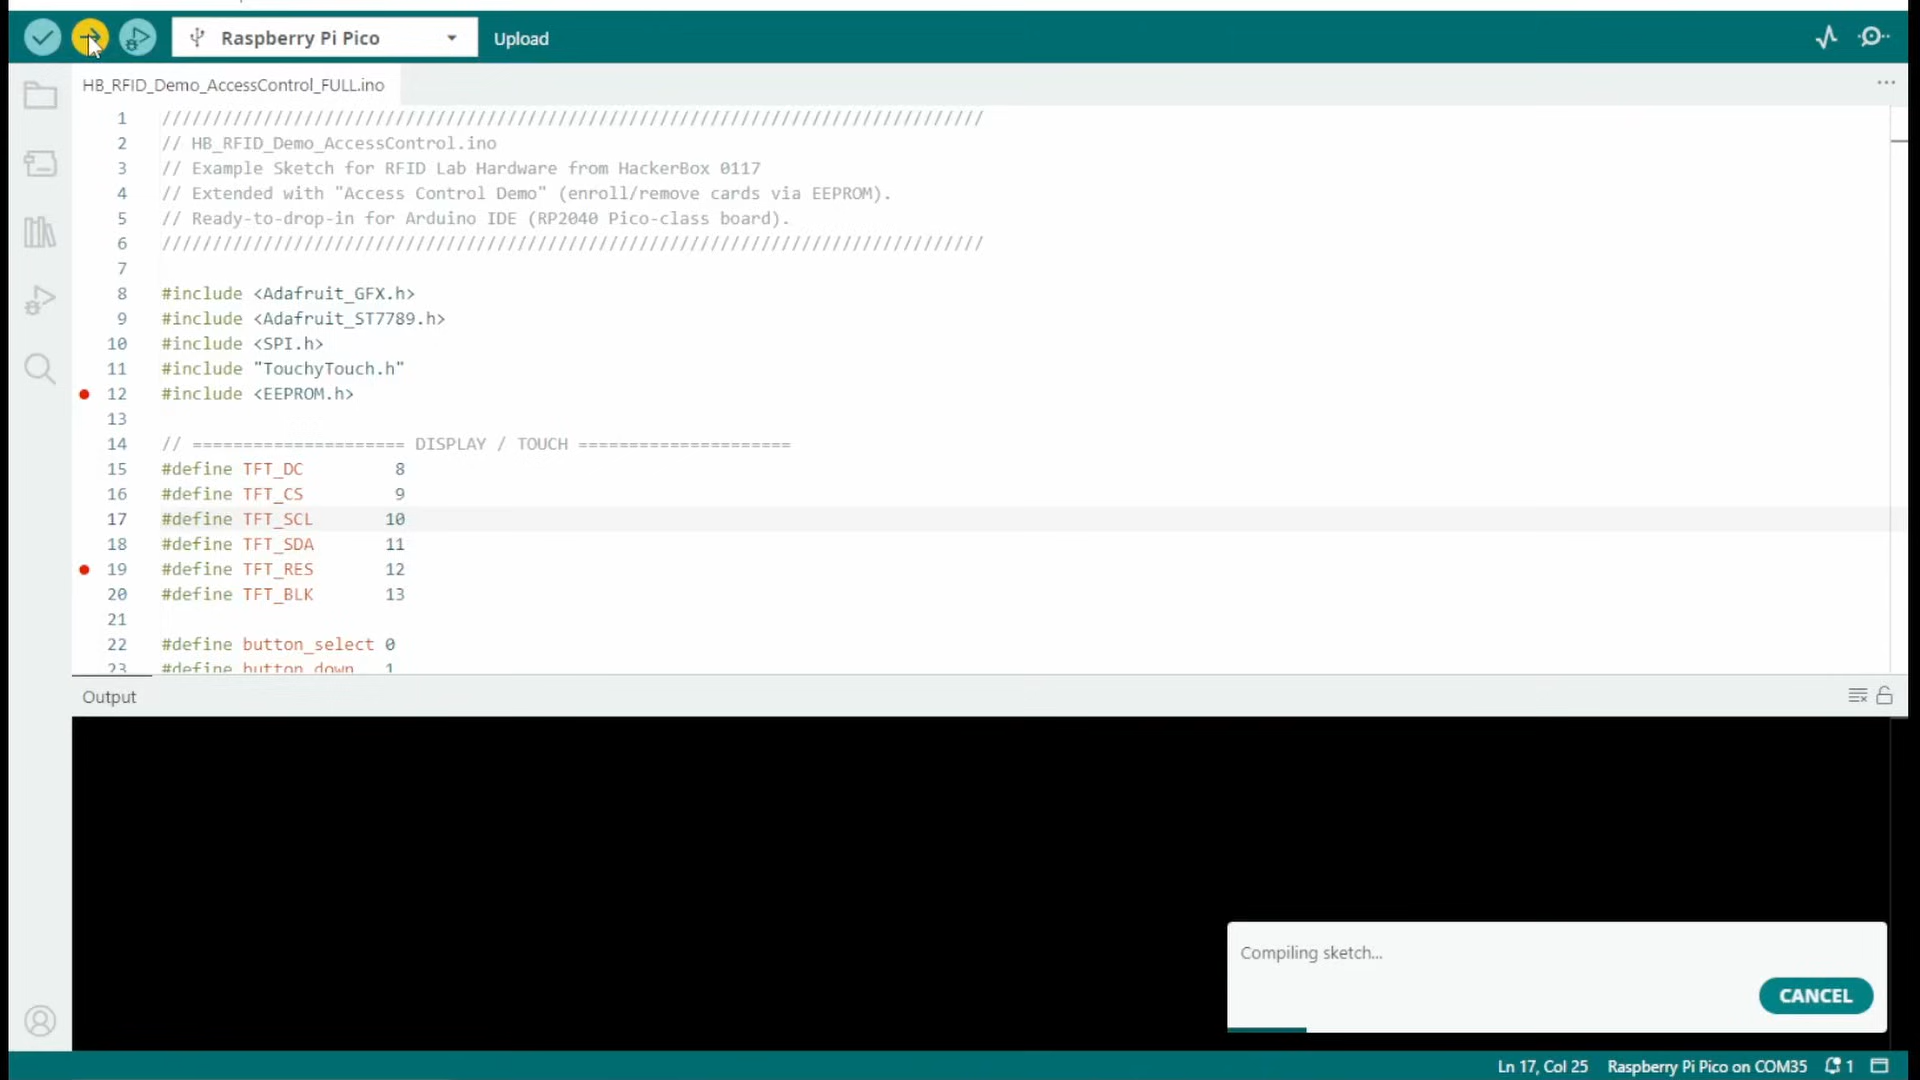 Raspberry Pi Pico
Upload
HB_RFID_Demo_AccessControl_FULL.ino
1 /////////////////////////////////////////////////////////////////////////////////
2 // HB_RFID_Demo_AccessControl.ino
3 // Example Sketch for RFID Lab Hardware from HackerBox 0117
4 // Extended with "Access Control Demo" (enroll/remove cards via EEPROM).
5 // Ready-to-drop-in for Arduino IDE (RP2040 Pico-class board).
6 /////////////////////////////////////////////////////////////////////////////////
7
8 #include <Adafruit_GFX.h>
9 #include <Adafruit_ST7789.h>
10 #include <SPI.h>
11 #include "TouchyTouch.h"
12 #include <EEPROM.h>
13
14 // ===================== DISPLAY / TOUCH =====================
15 #define TFT_DC 8
16 #define TFT_CS 9
17 #define TFT_SCL 10
18 #define TFT_SDA 11
19 #define TFT_RES 12
20 #define TFT_BLK 13
21
22 #define button_select 0
23 #define button_down 1
Output
Compiling sketch...
CANCEL
Ln 17, Col 25 Raspberry Pi Pico on COM35 1